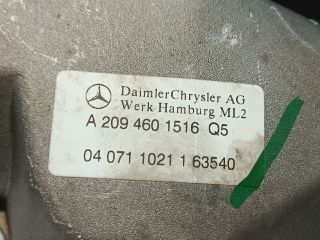 DaimlerChrysler AG
Werk Hamburg ML2
A 209 460 1516 Q5
04 071 1021 1 63540